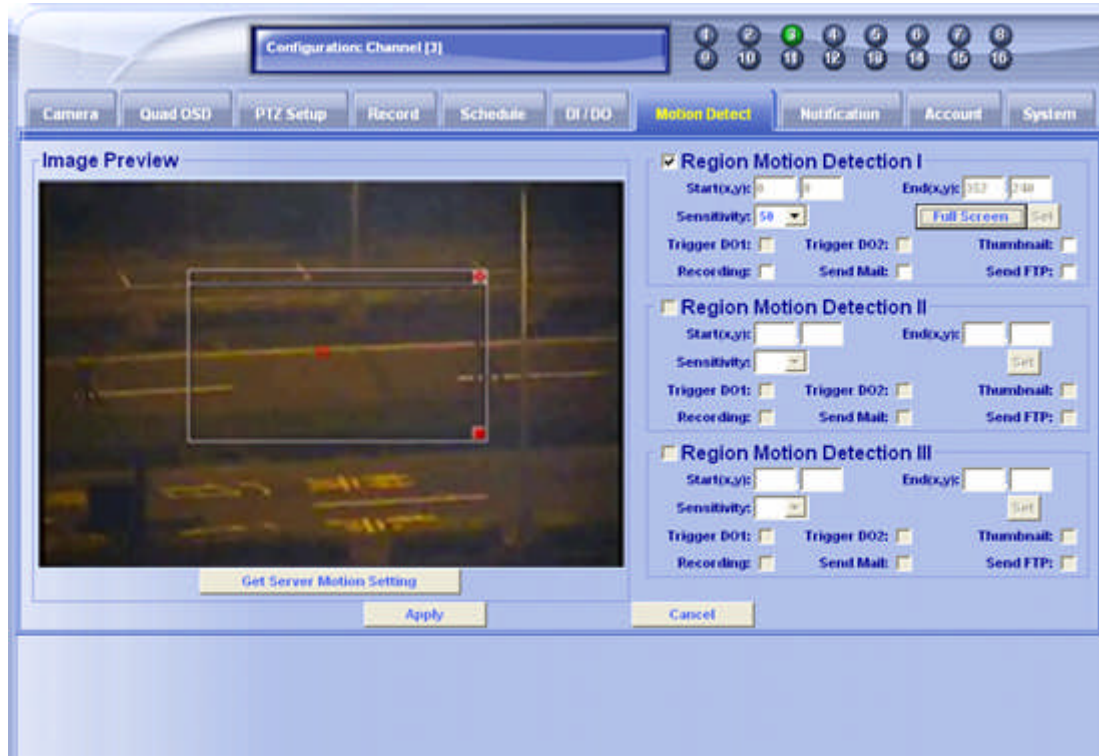 Configuration: Channel [3]
1 2 3 4 5 6 7 8
9 10 11 12 13 14 15 16
Camera Quad OSD PTZ Setup Record Schedule DI / DO Motion Detect Notification Account System
Image Preview
Region Motion Detection I
Start(x,y): 0 0 End(x,y): 352 240
Sensitivity: 50 Full Screen Set
Trigger DO1: Trigger DO2: Thumbnail:
Recording: Send Mail: Send FTP:
Region Motion Detection II
Start(x,y): End(x,y):
Sensitivity: Set
Trigger DO1: Trigger DO2: Thumbnail:
Recording: Send Mail: Send FTP:
Region Motion Detection III
Start(x,y): End(x,y):
Sensitivity: Set
Trigger DO1: Trigger DO2: Thumbnail:
Recording: Send Mail: Send FTP:
Get Server Motion Setting
Apply Cancel